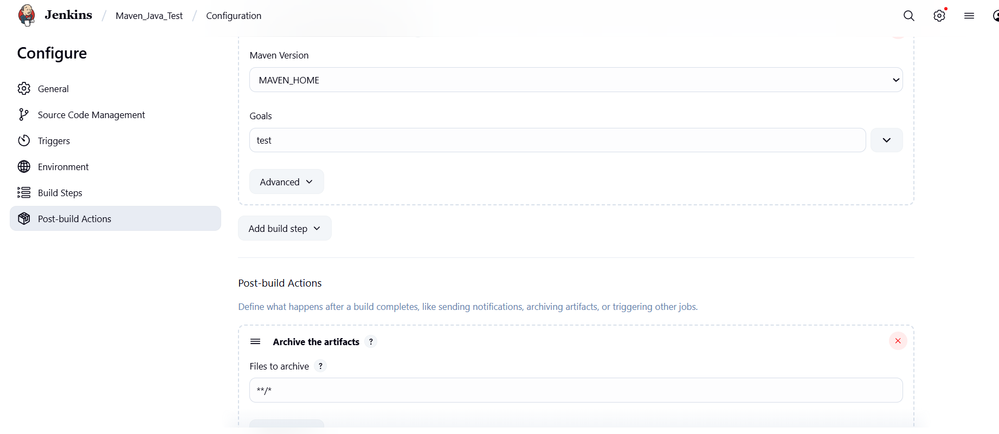 Jenkins / Maven_Java_Test / Configuration
Configure
General
Source Code Management
Triggers
Environment
Build Steps
Post-build Actions
Maven Version
MAVEN_HOME
Goals
test
Advanced
Add build step
Post-build Actions
Define what happens after a build completes, like sending notifications, archiving artifacts, or triggering other jobs.
Archive the artifacts ?
Files to archive ?
**/*